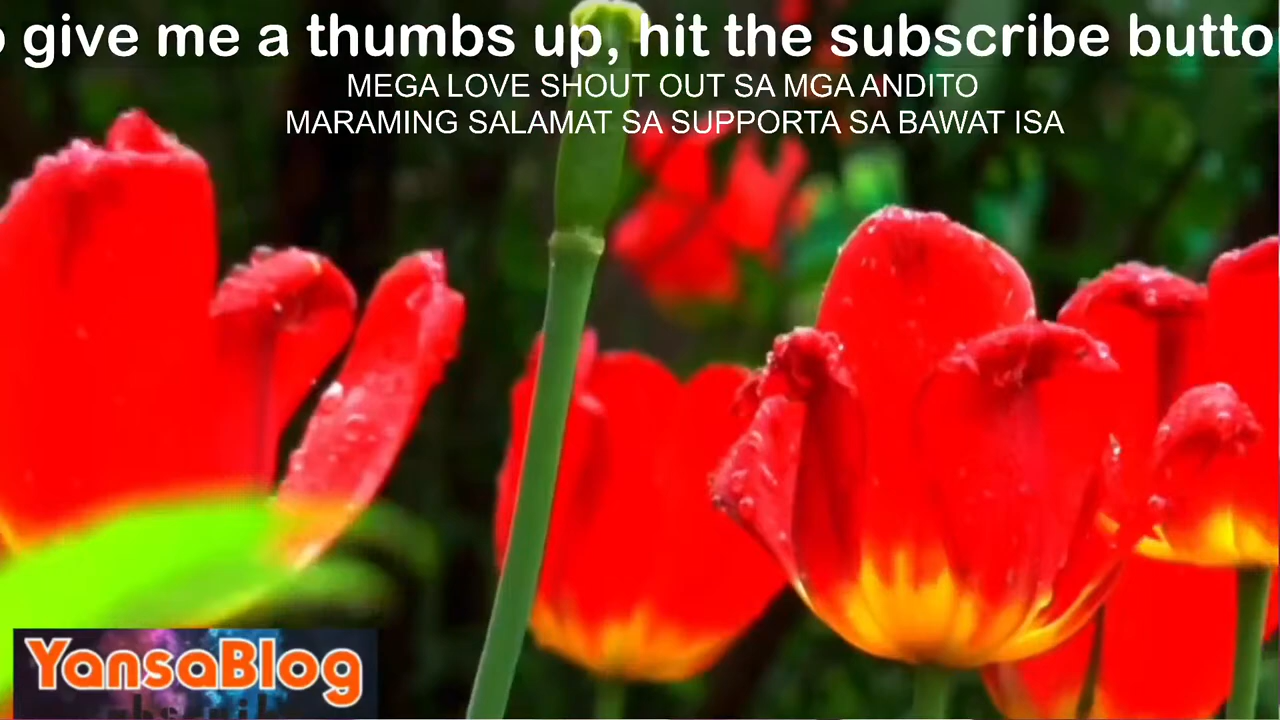 give me a thumbs up, hit the subscribe butto
MEGA LOVE SHOUT OUT SA MGA ANDITO
MARAMING SALAMAT SA SUPPORTA SA BAWAT ISA
YansaBlog